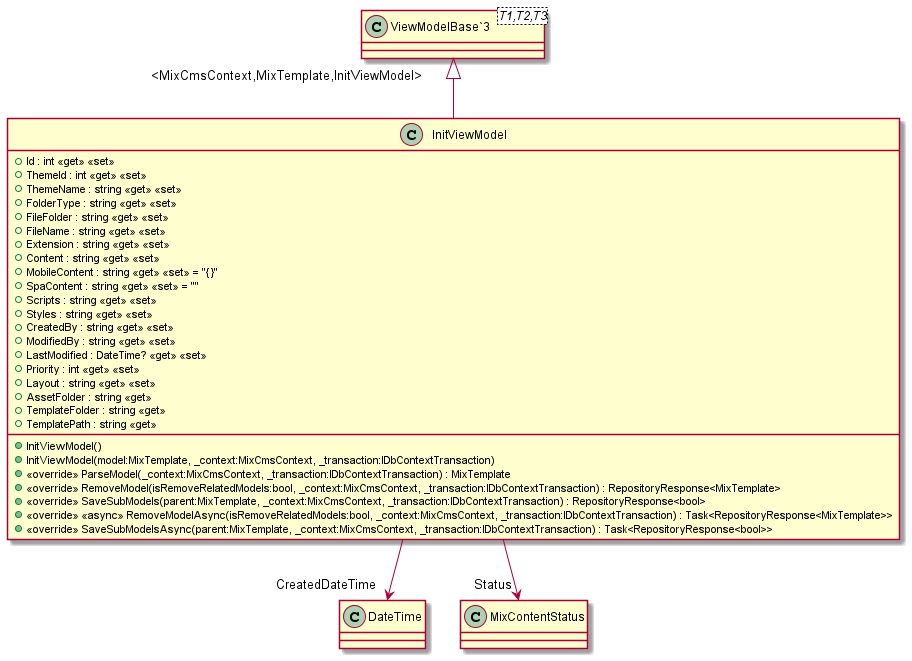 C ViewModelBase`3 T1,T2,T3
<MixCmsContext,MixTemplate,InitViewModel>
C InitViewModel
Id : int «get» «set»
ThemeId : int «get» «set»
ThemeName : string «get» «set»
FolderType : string «get» «set»
FileFolder : string «get» «set»
FileName : string «get» «set»
Extension : string «get» «set»
Content : string «get» «set»
MobileContent : string «get» «set» = "{}"
SpaContent : string «get» «set» = ""
Scripts : string «get» «set»
Styles : string «get» «set»
CreatedBy : string «get» «set»
ModifiedBy : string «get» «set»
LastModified : DateTime? «get» «set»
Priority : int «get» «set»
Layout : string «get» «set»
AssetFolder : string «get»
TemplateFolder : string «get»
TemplatePath : string «get»
InitViewModel()
InitViewModel(model:MixTemplate, _context:MixCmsContext, _transaction:IDbContextTransaction)
«override» ParseModel(_context:MixCmsContext, _transaction:IDbContextTransaction) : MixTemplate
«override» RemoveModel(isRemoveRelatedModels:bool, _context:MixCmsContext, _transaction:IDbContextTransaction) : RepositoryResponse<MixTemplate>
«override» SaveSubModels(parent:MixTemplate, _context:MixCmsContext, _transaction:IDbContextTransaction) : RepositoryResponse<bool>
«override» «async» RemoveModelAsync(isRemoveRelatedModels:bool, _context:MixCmsContext, _transaction:IDbContextTransaction) : Task<RepositoryResponse<MixTemplate>>
«override» SaveSubModelsAsync(parent:MixTemplate, _context:MixCmsContext, _transaction:IDbContextTransaction) : Task<RepositoryResponse<bool>>
CreatedDateTime
Status
C DateTime
C MixContentStatus